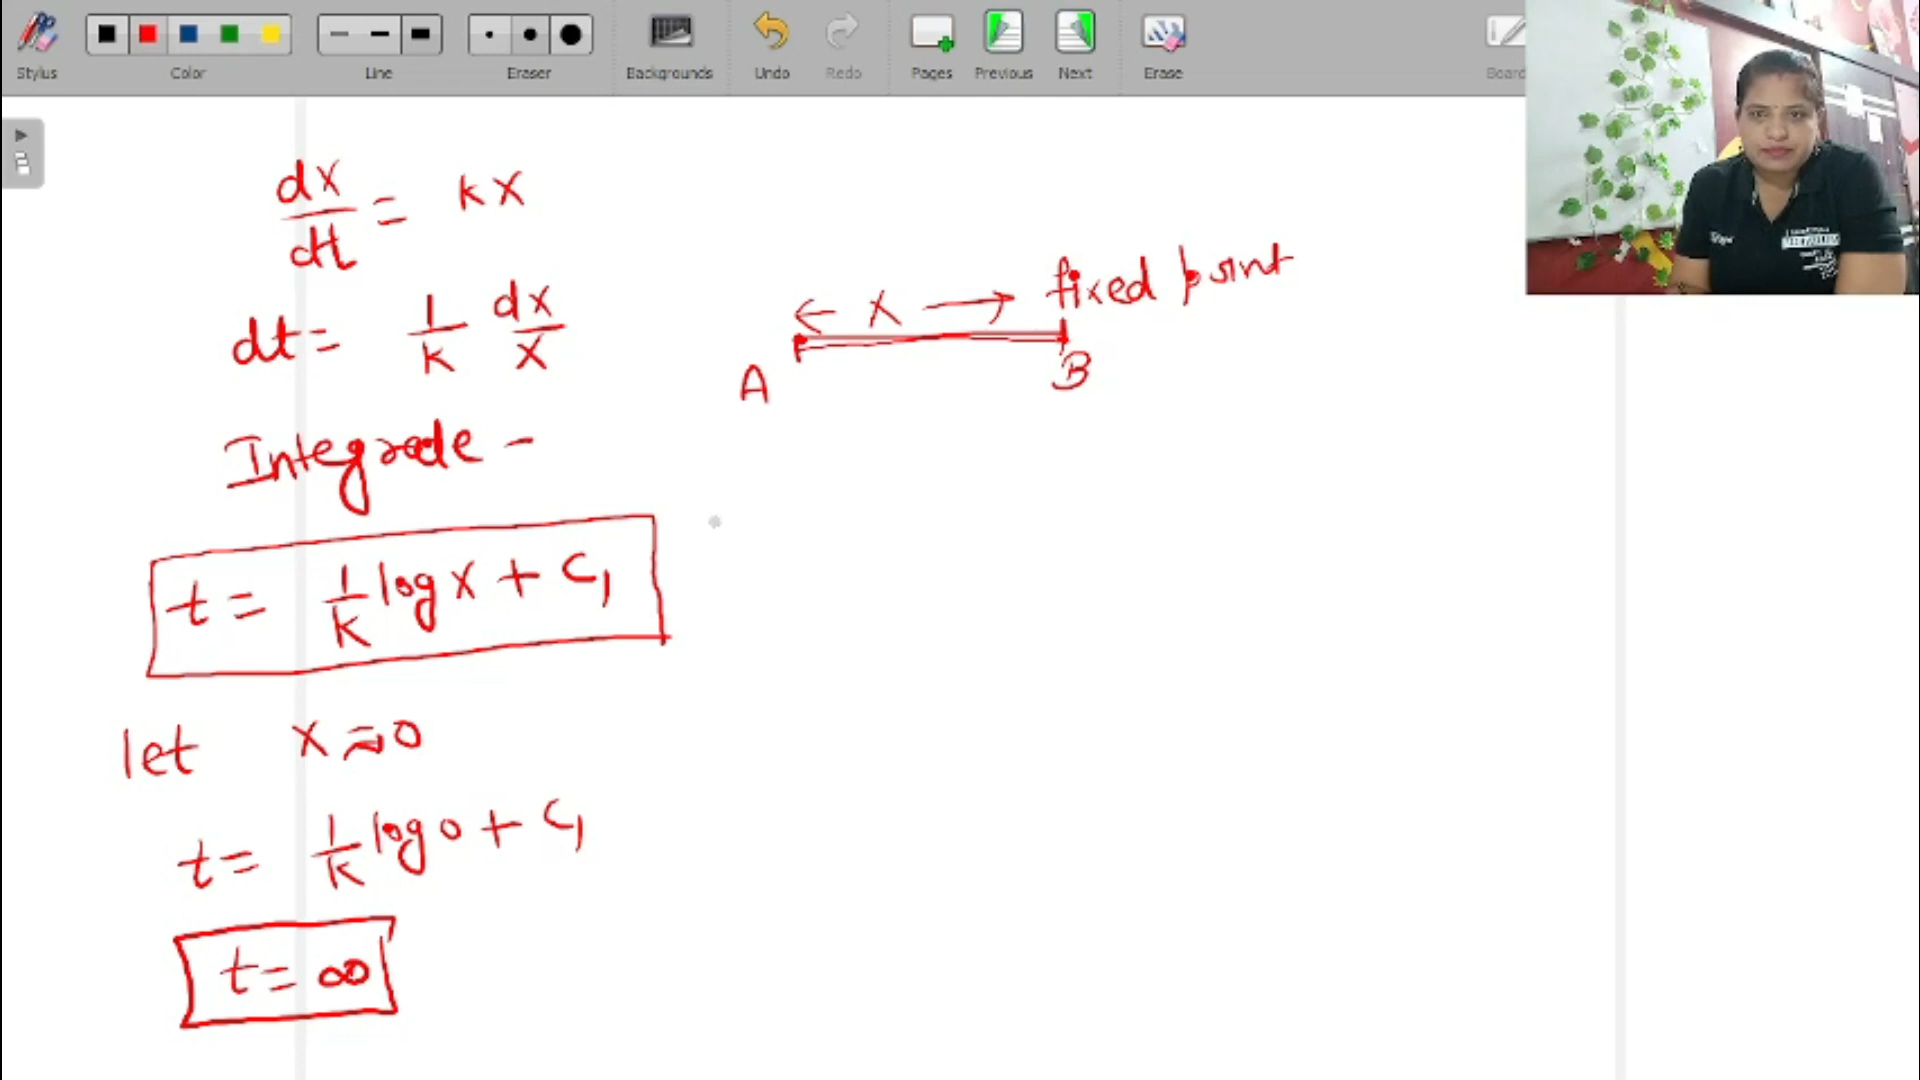 Stylus
Color
Line
Eraser
Backgrounds
Undo
Redo
Pages
Previous
Next
Erase
Board
dx/dt = kx
dt = 1/k dx/x
Integrate -
t = 1/k log x + C₁
let x ≈ 0
t = 1/k log 0 + C₁
t = ∞
← x → fixed point
A B